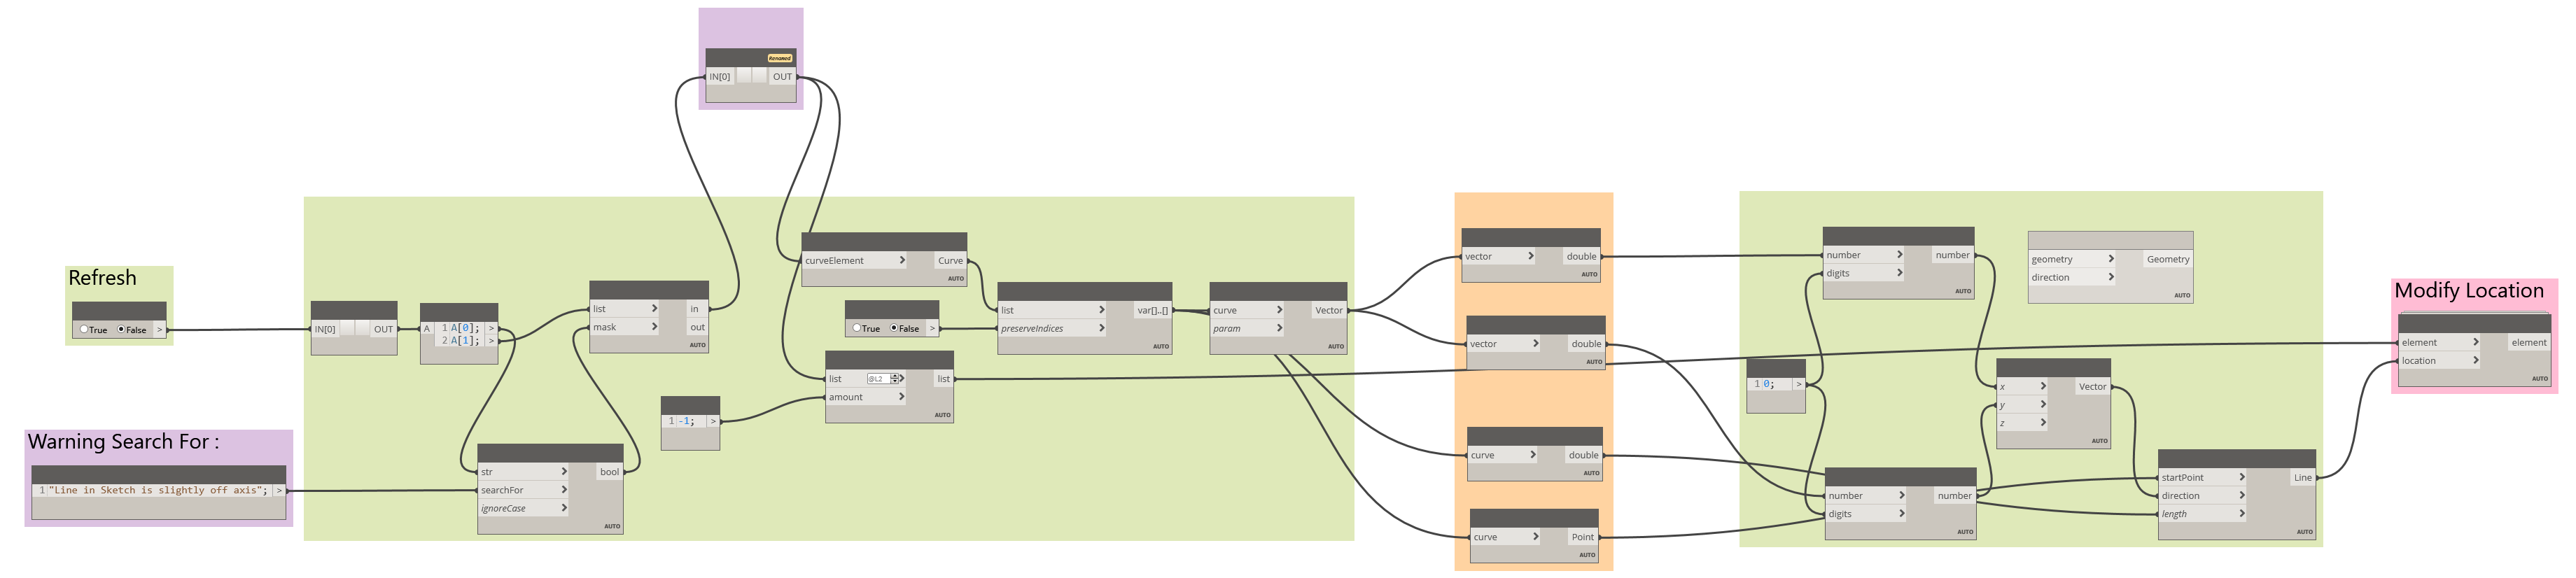 Renamed
IN[0] OUT
Refresh
True False >
IN[0] OUT
A 1 A[0]; >
2 A[1]; >
list in
mask out
AUTO
Warning Search For :
1 "Line in Sketch is slightly off axis"; >
str bool
searchFor
ignoreCase
AUTO
curveElement Curve
AUTO
True False >
list @L2 list
amount
AUTO
1 -1; >
list var[]..[]
preserveIndices
AUTO
curve Vector
param
AUTO
vector double
AUTO
vector double
AUTO
curve double
AUTO
curve Point
AUTO
number number
digits
AUTO
geometry Geometry
direction
AUTO
1 0; >
x Vector
y
z
AUTO
number number
digits
AUTO
startPoint Line
direction
length
AUTO
Modify Location
element element
location
AUTO